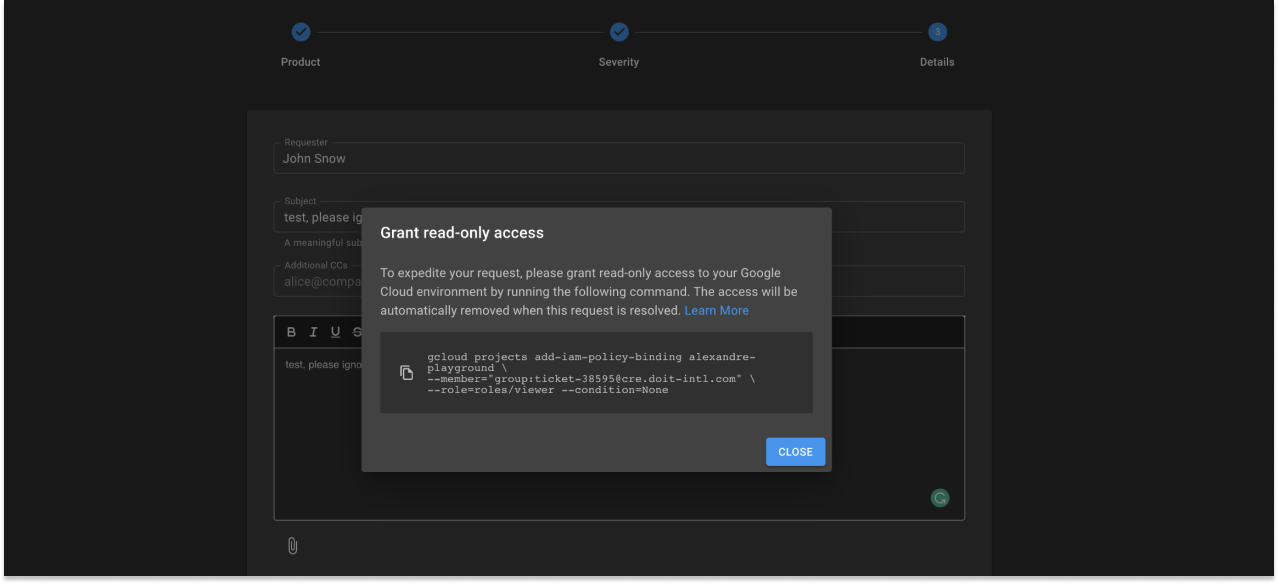 3
Product
Severity
Details
Requester
John Snow
Subject
test, please ig
A meaningful sub
Additional CCs
alice@compa
B I U S
test, please igno
Grant read-only access
To expedite your request, please grant read-only access to your Google
Cloud environment by running the following command. The access will be
automatically removed when this request is resolved. Learn More
gcloud projects add-iam-policy-binding alexandre-
playground \
--member="group:ticket-38595@cre.doit-intl.com" \
--role=roles/viewer --condition=None
CLOSE